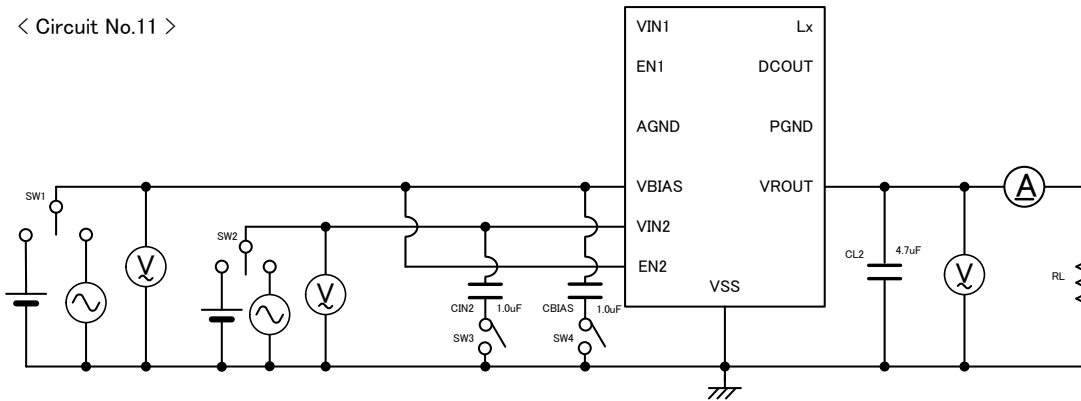 < Circuit No.11 >
VIN1 Lx
EN1 DCOUT
AGND PGND
VBIAS VROUT
VIN2
EN2
VSS
SW1
SW2
V
V
CIN2 1.0uF
SW3
CBIAS 1.0uF
SW4
CL2 4.7uF
V
A
RL